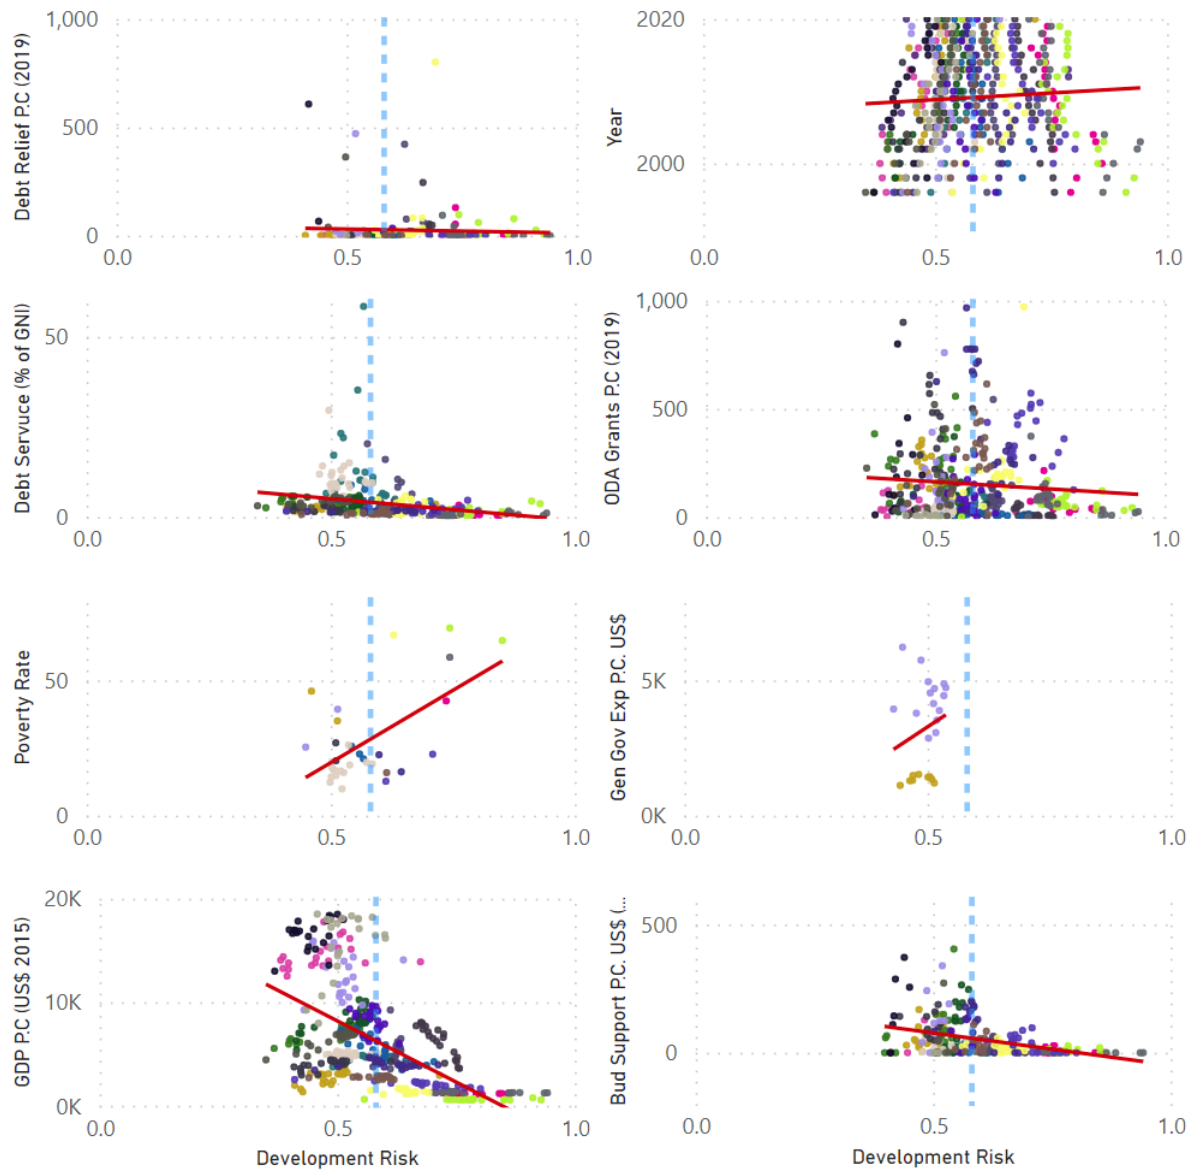 Debt Relief P.C (2019)
1,000
500
0
0.0 0.5 1.0
Year
2020
2000
0.0 0.5 1.0
Debt Servuce (% of GNI)
50
0
0.0 0.5 1.0
ODA Grants P.C (2019)
1,000
500
0
0.0 0.5 1.0
Poverty Rate
50
0
0.0 0.5 1.0
Gen Gov Exp P.C. US$
5K
0K
0.0 0.5 1.0
GDP P.C (US$ 2015)
20K
10K
0K
0.0 0.5 1.0
Development Risk
Bud Support P.C. US$ (...
500
0
0.0 0.5 1.0
Development Risk